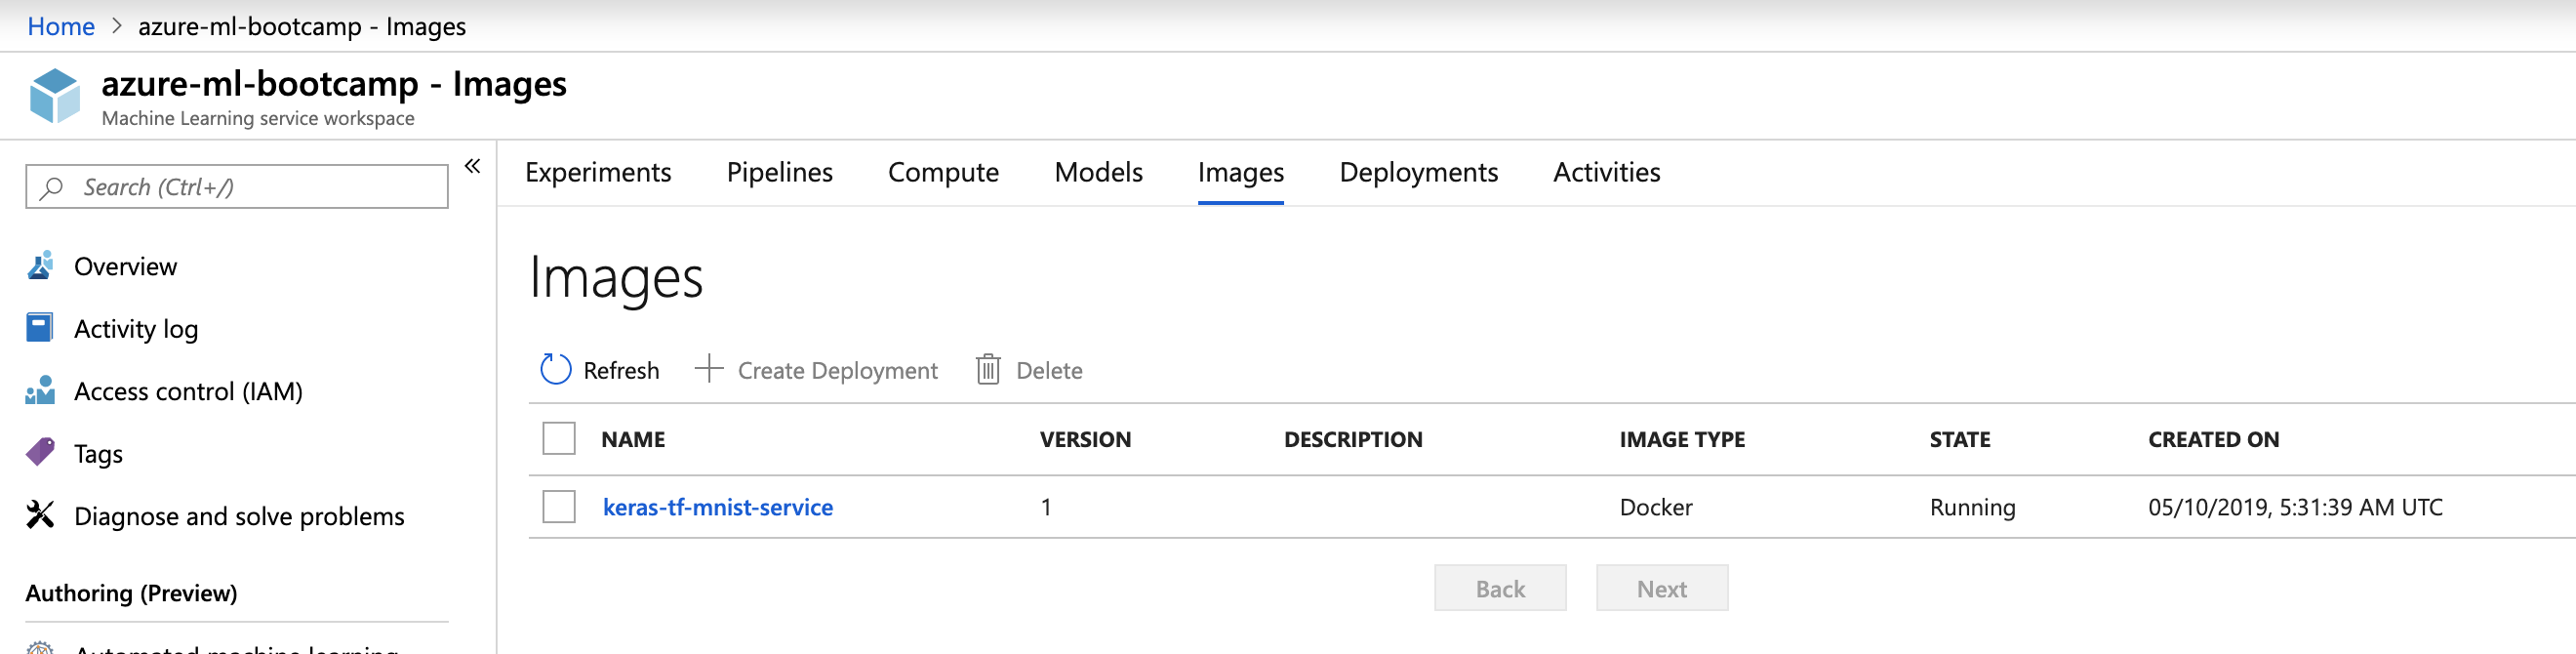 Home > azure-ml-bootcamp - Images
azure-ml-bootcamp - Images
Machine Learning service workspace
Search (Ctrl+/)
«
Overview
Activity log
Access control (IAM)
Tags
Diagnose and solve problems
Authoring (Preview)
Automated machine learning
Experiments Pipelines Compute Models Images Deployments Activities
Images
Refresh Create Deployment Delete
NAME VERSION DESCRIPTION IMAGE TYPE STATE CREATED ON
keras-tf-mnist-service 1 Docker Running 05/10/2019, 5:31:39 AM UTC
Back Next